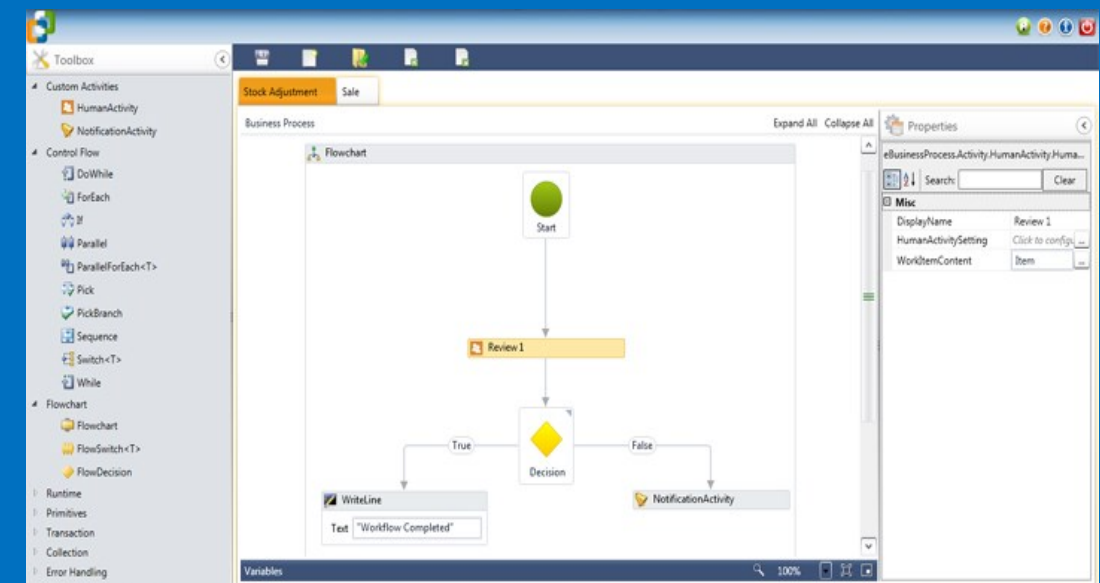 Toolbox
Custom Activities
HumanActivity
NotificationActivity
Control Flow
DoWhile
ForEach
If
Parallel
ParallelForEach<T>
Pick
PickBranch
Sequence
Switch<T>
While
Flowchart
Flowchart
FlowSwitch<T>
FlowDecision
Runtime
Primitives
Transaction
Collection
Error Handling
Stock Adjustment Sale
Business Process Expand All Collapse All
Flowchart
Start
Review 1
True False
Decision
WriteLine NotificationActivity
Text "Workflow Completed"
Variables 100%
Properties
eBusinessProcess.Activity.HumanActivity.Huma...
Search: Clear
Misc
DisplayName Review 1
HumanActivitySetting Click to configu ...
WorkItemContent Item ...